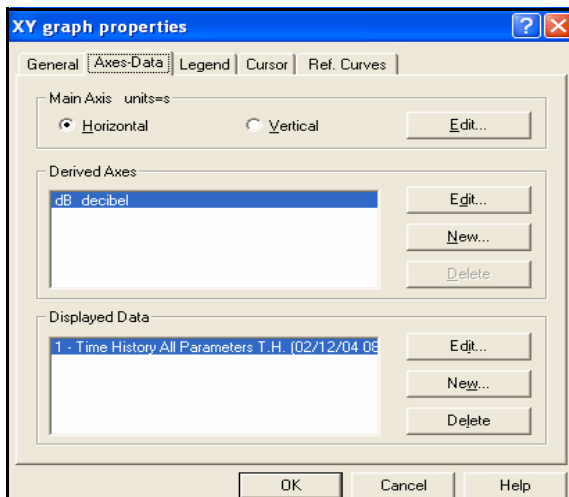 XY graph properties
General Axes-Data Legend Cursor Ref. Curves
Main Axis units=s
Horizontal Vertical Edit...
Derived Axes
dB decibel
Edit...
New...
Delete
Displayed Data
1 - Time History All Parameters T.H. (02/12/04 08
Edit...
New...
Delete
OK Cancel Help